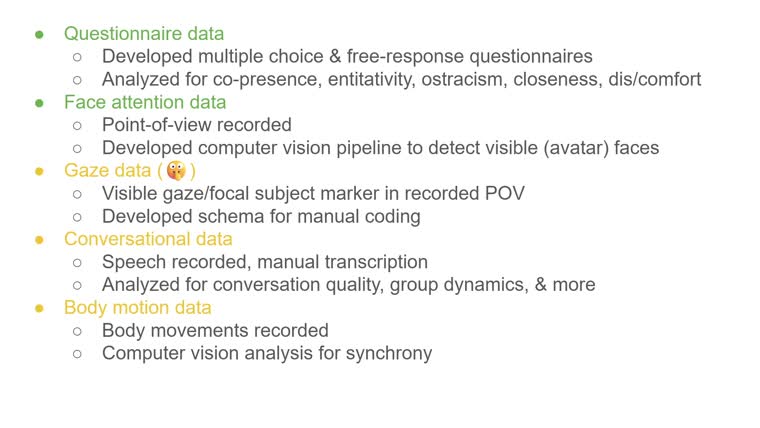 ● Questionnaire data
○ Developed multiple choice & free-response questionnaires
○ Analyzed for co-presence, entitativity, ostracism, closeness, dis/comfort
● Face attention data
○ Point-of-view recorded
○ Developed computer vision pipeline to detect visible (avatar) faces
● Gaze data (🤪)
○ Visible gaze/focal subject marker in recorded POV
○ Developed schema for manual coding
● Conversational data
○ Speech recorded, manual transcription
○ Analyzed for conversation quality, group dynamics, & more
● Body motion data
○ Body movements recorded
○ Computer vision analysis for synchrony